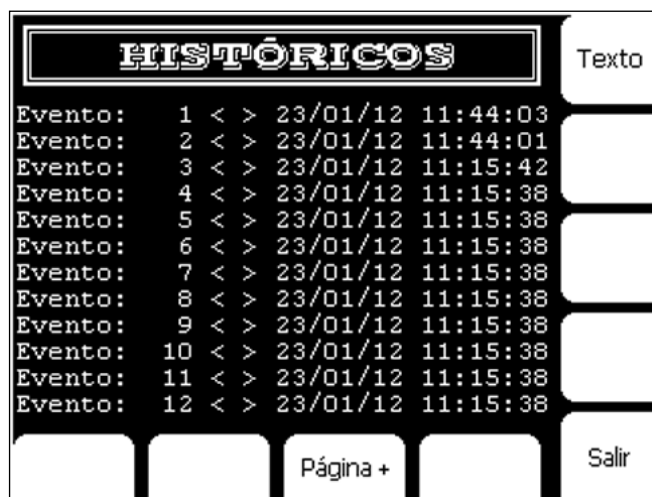 HISTÓRICOS
Texto
Evento: 1 < > 23/01/12 11:44:03
Evento: 2 < > 23/01/12 11:44:01
Evento: 3 < > 23/01/12 11:15:42
Evento: 4 < > 23/01/12 11:15:38
Evento: 5 < > 23/01/12 11:15:38
Evento: 6 < > 23/01/12 11:15:38
Evento: 7 < > 23/01/12 11:15:38
Evento: 8 < > 23/01/12 11:15:38
Evento: 9 < > 23/01/12 11:15:38
Evento: 10 < > 23/01/12 11:15:38
Evento: 11 < > 23/01/12 11:15:38
Evento: 12 < > 23/01/12 11:15:38
Página +
Salir